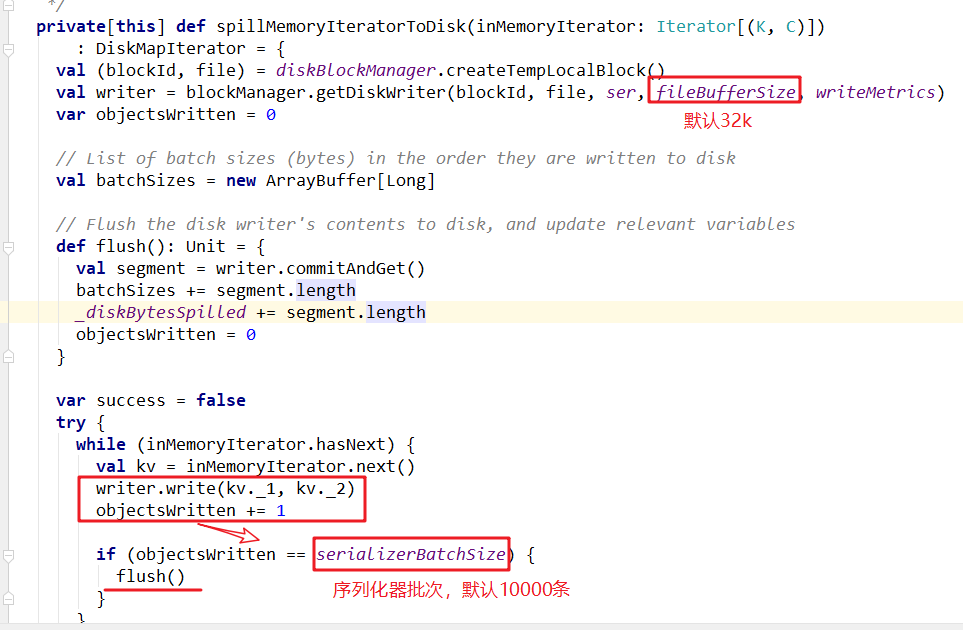 */
private[this] def spillMemoryIteratorToDisk(inMemoryIterator: Iterator[(K, C)])
: DiskMapIterator = {
val (blockId, file) = diskBlockManager.createTempLocalBlock()
val writer = blockManager.getDiskWriter(blockId, file, ser, fileBufferSize, writeMetrics)
默认32k
var objectsWritten = 0
// List of batch sizes (bytes) in the order they are written to disk
val batchSizes = new ArrayBuffer[Long]
// Flush the disk writer's contents to disk, and update relevant variables
def flush(): Unit = {
val segment = writer.commitAndGet()
batchSizes += segment.length
_diskBytesSpilled += segment.length
objectsWritten = 0
}
var success = false
try {
while (inMemoryIterator.hasNext) {
val kv = inMemoryIterator.next()
writer.write(kv._1, kv._2)
objectsWritten += 1
if (objectsWritten == serializerBatchSize) {
flush()
序列化器批次，默认10000条
}
}